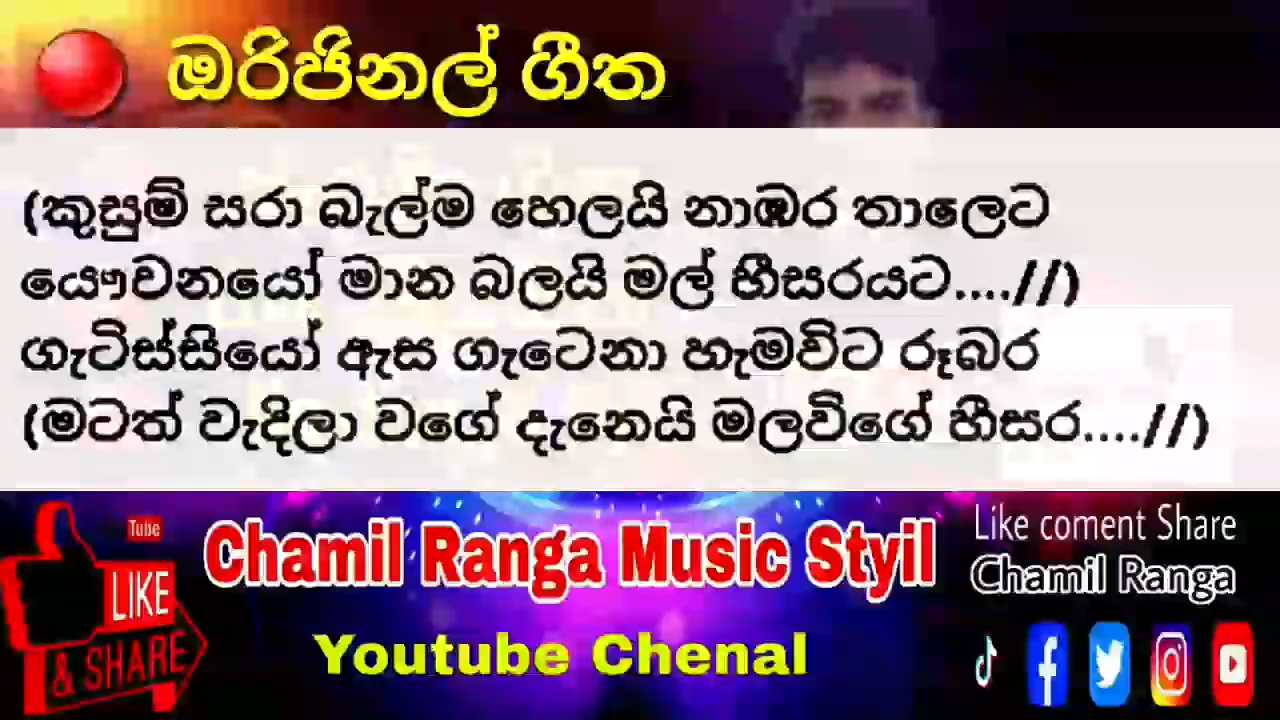 ඔරිජිනල් ගීත
(කුසුම් සරා බැල්ම හෙලයි නාඹර තාලෙට
යෞවනයෝ මාන බලයි මල් හීසරයට....//)
ගැටිස්සියෝ ඇස ගැටෙනා හැමවිට රූබර
(මටත් වැදිලා වගේ දැනෙයි මලවිගේ හීසර....//)
Tube
LIKE
& SHARE
Chamil Ranga Music Styil
Youtube Chenal
Like coment Share
Chamil Ranga